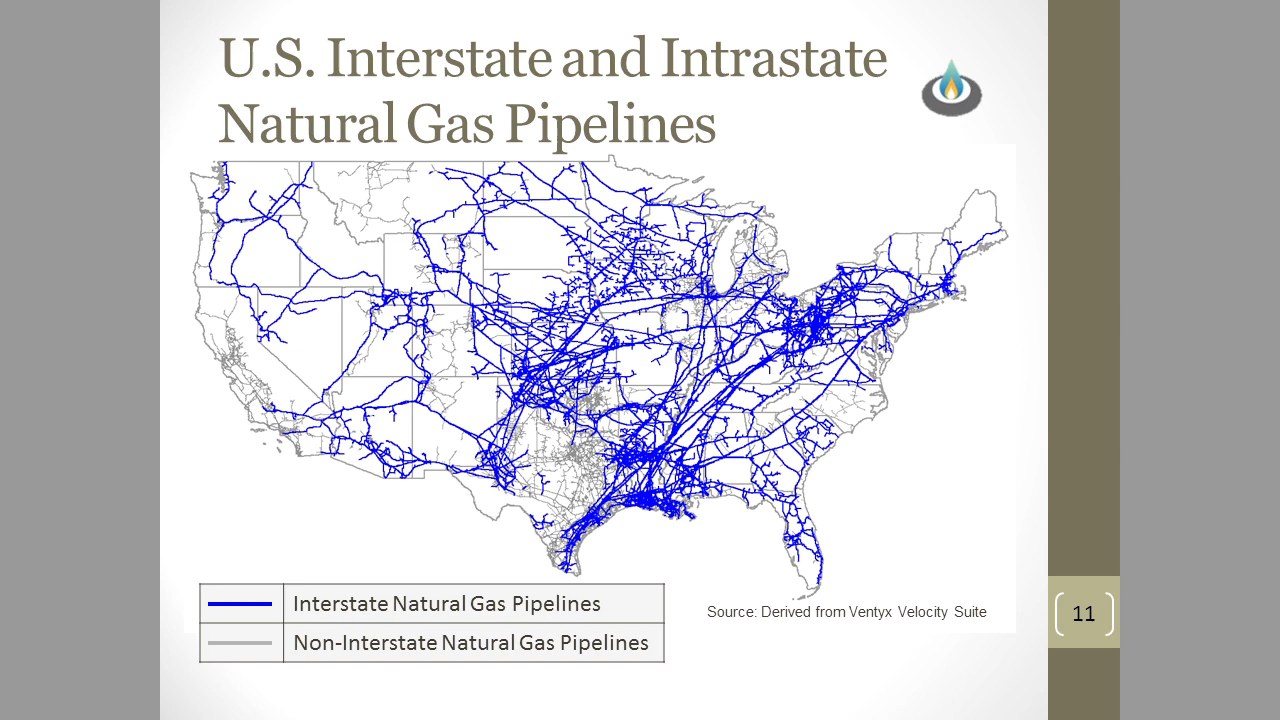 U.S. Interstate and Intrastate
Natural Gas Pipelines
Interstate Natural Gas Pipelines
Non-Interstate Natural Gas Pipelines
Source: Derived from Ventyx Velocity Suite
11